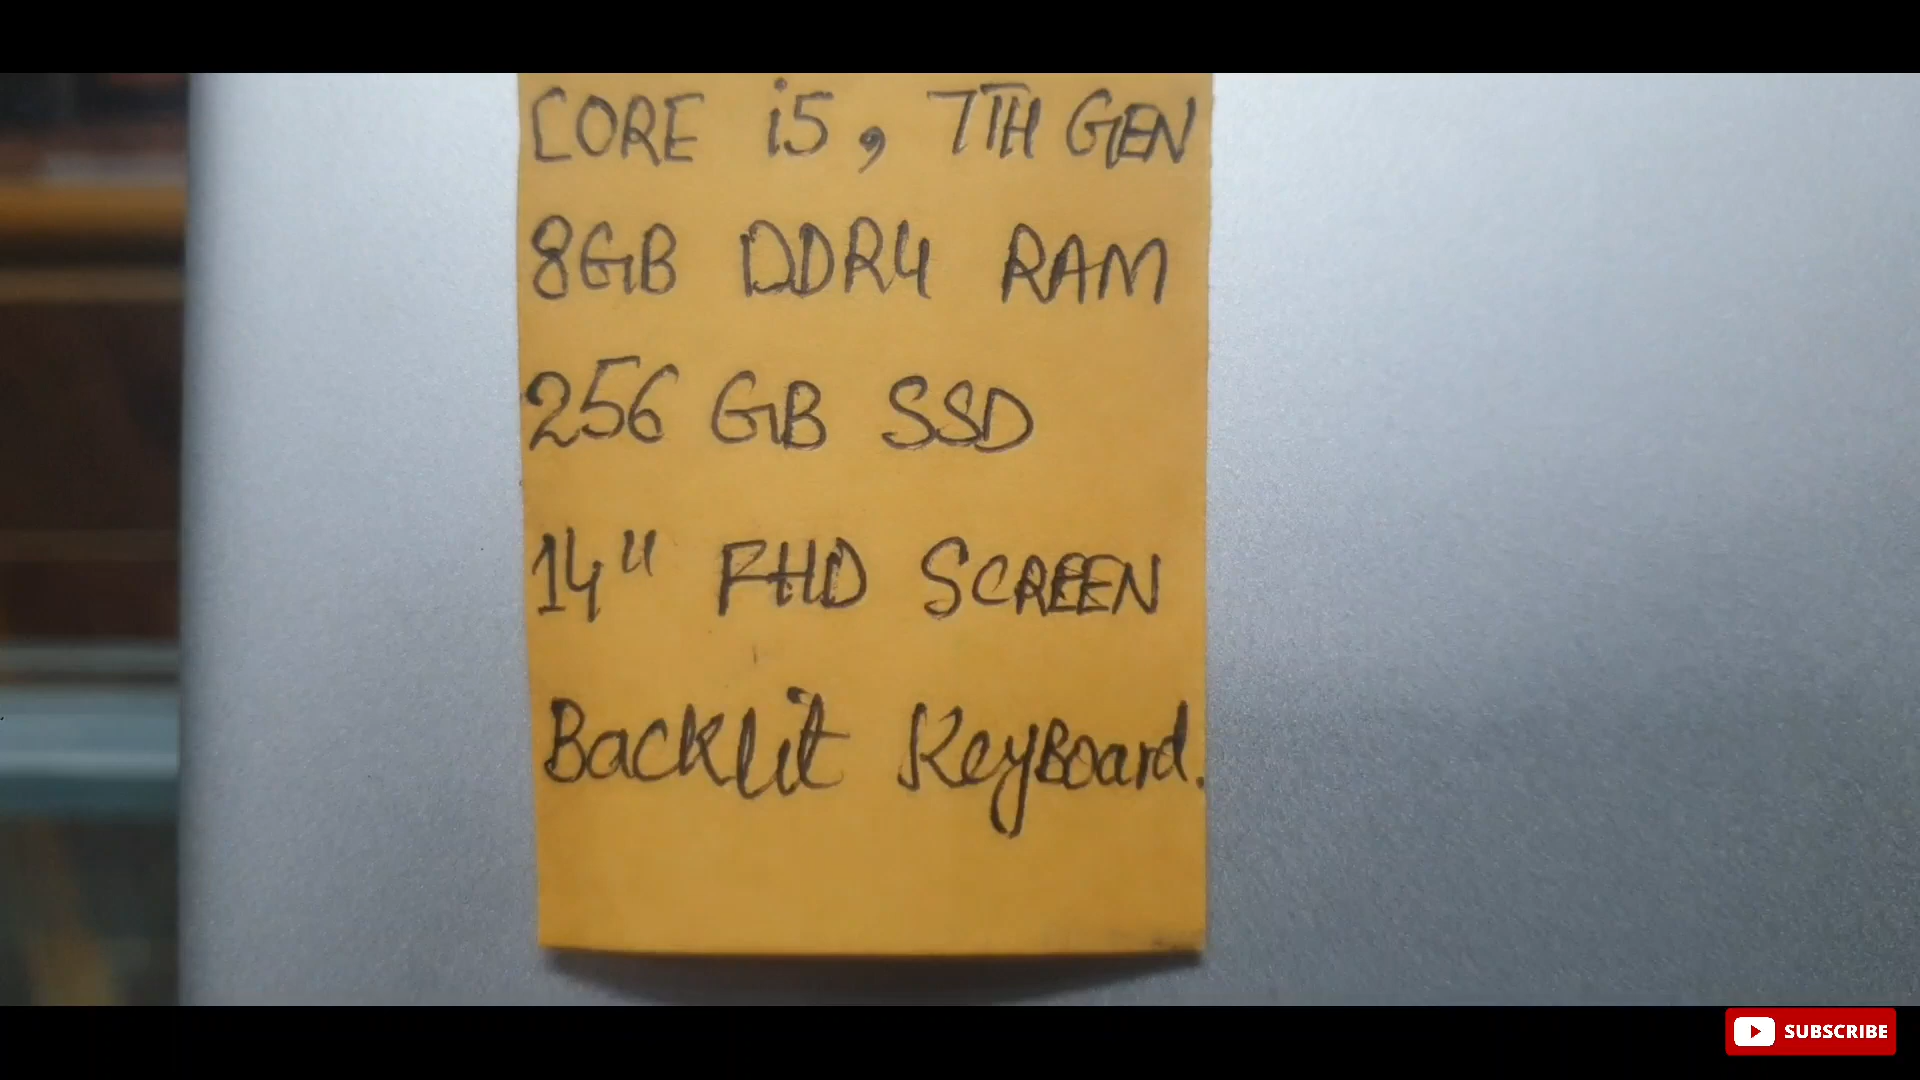 CORE i5, 7TH GEN
8GB DDR4 RAM
256 GB SSD
14" FHD SCREEN
Backlit KeyBoard.
SUBSCRIBE